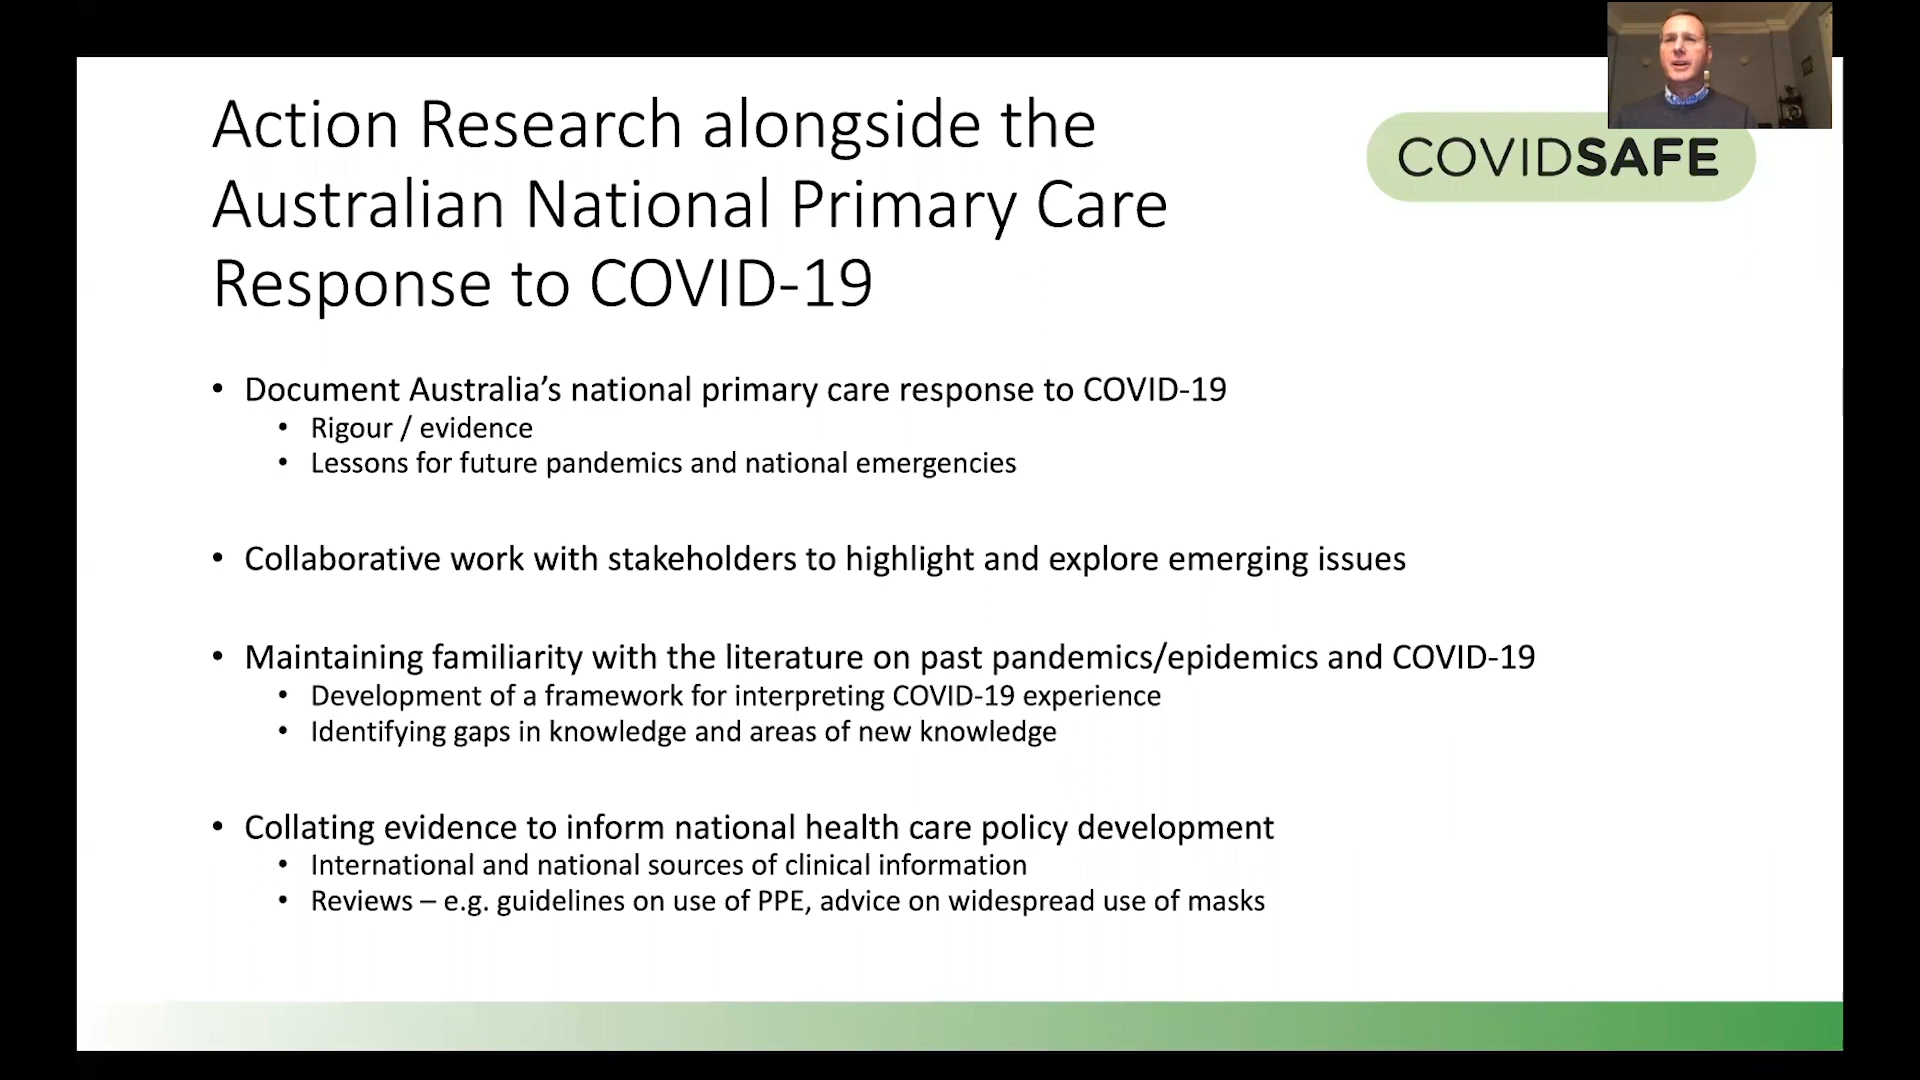 Action Research alongside the
Australian National Primary Care
Response to COVID-19
COVIDSAFE
• Document Australia’s national primary care response to COVID-19
• Rigour / evidence
• Lessons for future pandemics and national emergencies
• Collaborative work with stakeholders to highlight and explore emerging issues
• Maintaining familiarity with the literature on past pandemics/epidemics and COVID-19
• Development of a framework for interpreting COVID-19 experience
• Identifying gaps in knowledge and areas of new knowledge
• Collating evidence to inform national health care policy development
• International and national sources of clinical information
• Reviews – e.g. guidelines on use of PPE, advice on widespread use of masks